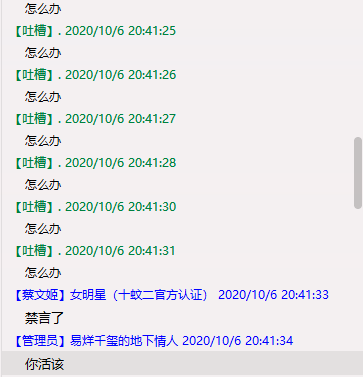 怎么办
【吐槽】. 2020/10/6 20:41:25
怎么办
【吐槽】. 2020/10/6 20:41:26
怎么办
【吐槽】. 2020/10/6 20:41:27
怎么办
【吐槽】. 2020/10/6 20:41:28
怎么办
【吐槽】. 2020/10/6 20:41:30
怎么办
【吐槽】. 2020/10/6 20:41:31
怎么办
【蔡文姬】女明星（十蚊二官方认证） 2020/10/6 20:41:33
禁言了
【管理员】易烊千玺的地下情人 2020/10/6 20:41:34
你活该